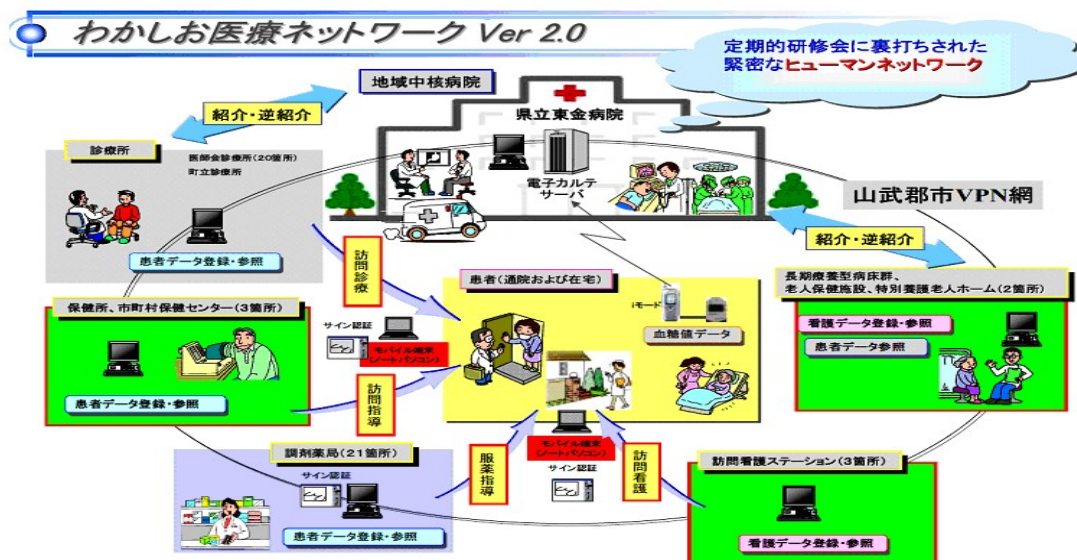 わかしお医療ネットワーク Ver 2.0
定期的研修会に裏打ちされた
緊密なヒューマンネットワーク
地域中核病院
紹介・逆紹介
県立東金病院
診療所
医師会診療所(20箇所)
町立診療所
電子カルテ
サーバ
山武郡市VPN網
紹介・逆紹介
患者データ登録・参照
訪問診療
患者(通院および在宅)
長期療養型病床群、
老人保健施設、特別養護老人ホーム(2箇所)
iモード
保健所、市町村保健センター(3箇所)
看護データ登録・参照
サイン認証
血糖値データ
患者データ参照
モバイル端末
(ノートパソコン)
患者データ登録・参照
訪問指導
調剤薬局(21箇所)
サイン認証
服薬指導
モバイル端末
(ノートパソコン)
サイン認証
訪問看護
訪問看護ステーション(3箇所)
患者データ登録・参照
看護データ登録・参照